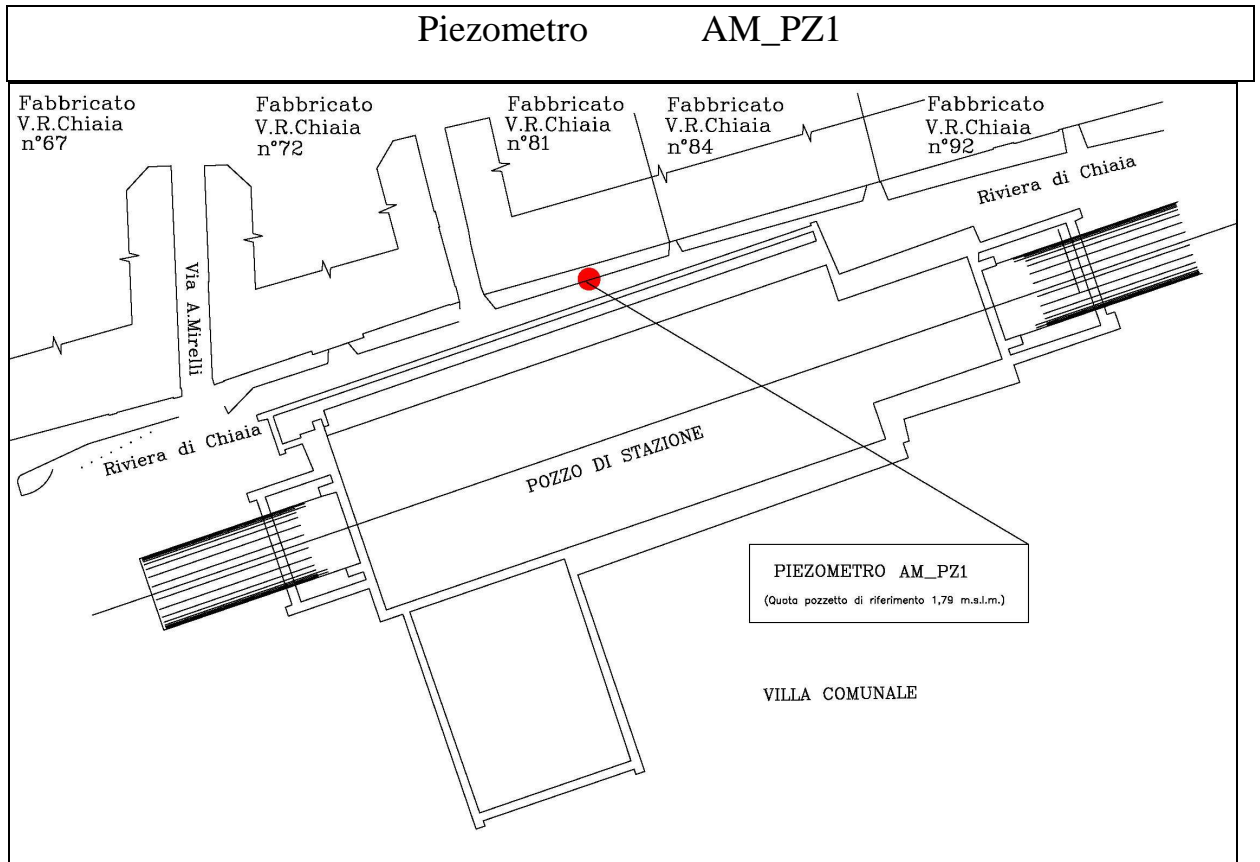 Piezometro AM_PZ1
Fabbricato
V.R.Chiaia
n°67
Fabbricato
V.R.Chiaia
n°72
Fabbricato
V.R.Chiaia
n°81
Fabbricato
V.R.Chiaia
n°84
Fabbricato
V.R.Chiaia
n°92
Riviera di Chiaia
Via A.Mirelli
Riviera di Chiaia
POZZO DI STAZIONE
PIEZOMETRO AM_PZ1
(Quota pozzetto di riferimento 1,79 m.s.l.m.)
VILLA COMUNALE